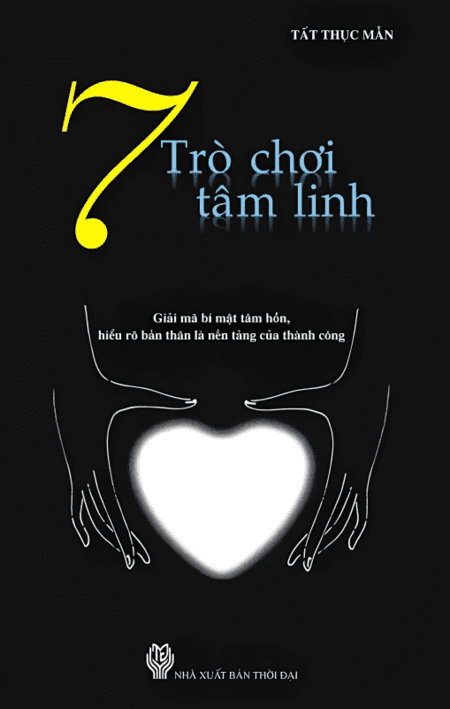 TẤT THỤC MẪN
7
Trò chơi
tâm linh
Giải mã bí mật tâm hồn,
hiểu rõ bản thân là nền tảng của thành công
NHÀ XUẤT BẢN THỜI ĐẠI